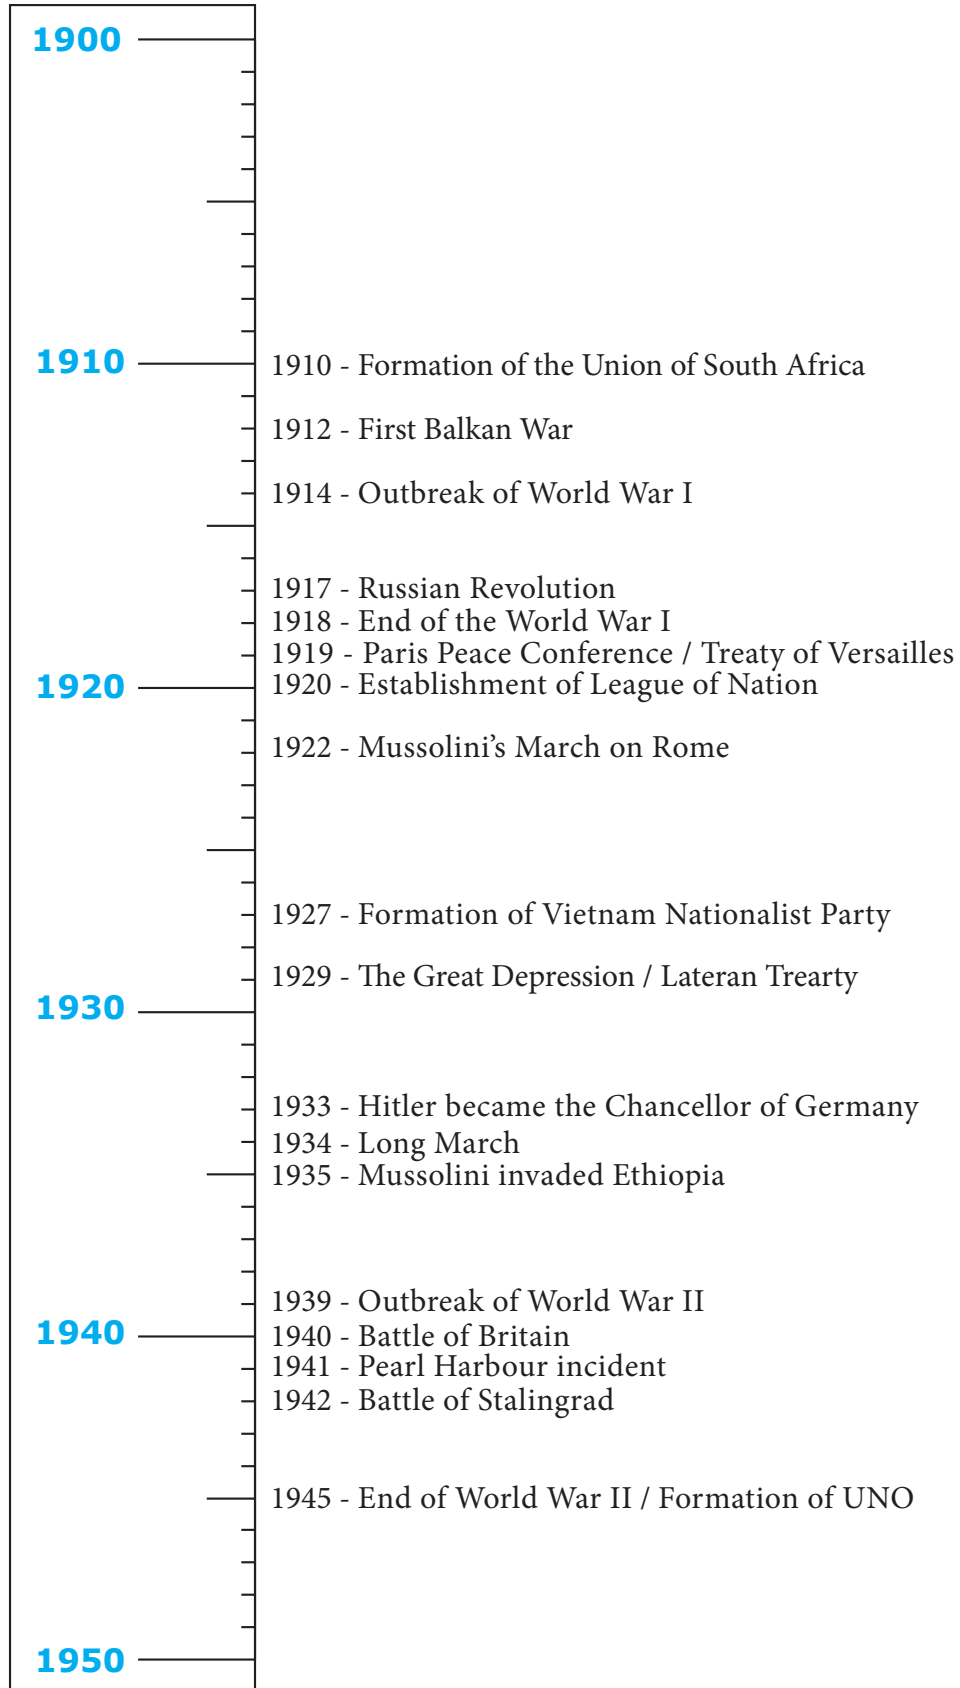 1900
1910
1910 - Formation of the Union of South Africa
1912 - First Balkan War
1914 - Outbreak of World War I
1917 - Russian Revolution
1918 - End of the World War I
1919 - Paris Peace Conference / Treaty of Versailles
1920
1920 - Establishment of League of Nation
1922 - Mussolini’s March on Rome
1927 - Formation of Vietnam Nationalist Party
1929 - The Great Depression / Lateran Trearty
1930
1933 - Hitler became the Chancellor of Germany
1934 - Long March
1935 - Mussolini invaded Ethiopia
1939 - Outbreak of World War II
1940
1940 - Battle of Britain
1941 - Pearl Harbour incident
1942 - Battle of Stalingrad
1945 - End of World War II / Formation of UNO
1950